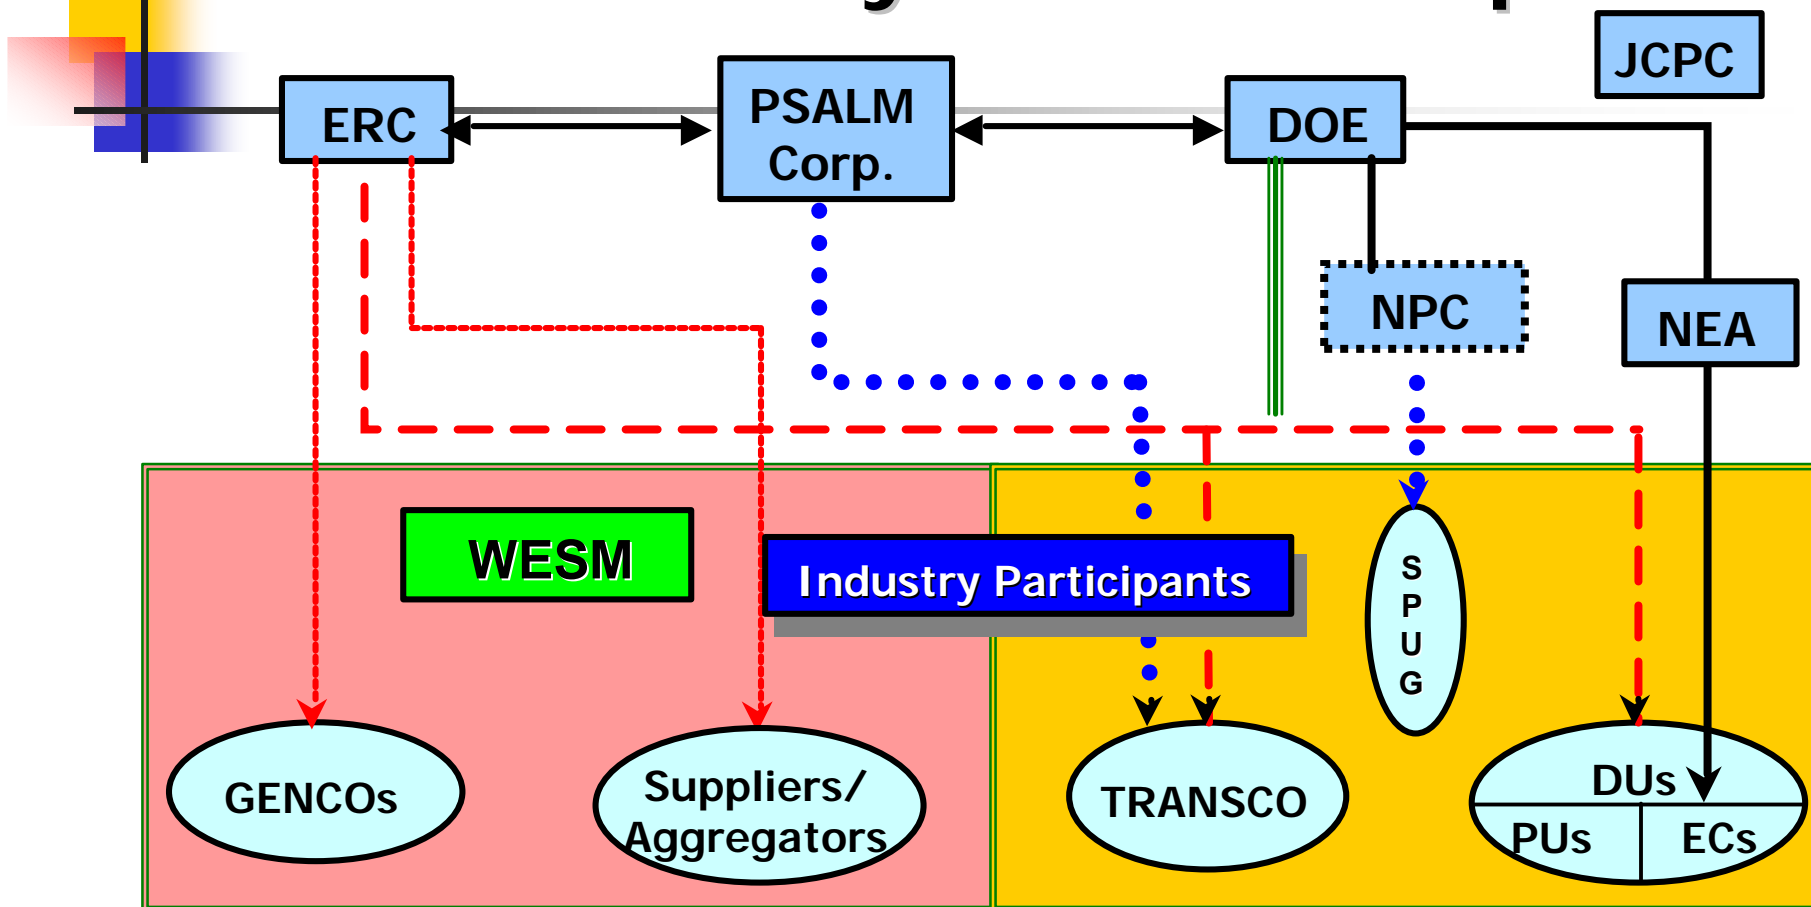 JCPC
ERC
PSALM
Corp.
DOE
NPC
NEA
WESM
Industry Participants
S
P
U
G
GENCOs
Suppliers/
Aggregators
TRANSCO
DUs
PUs
ECs